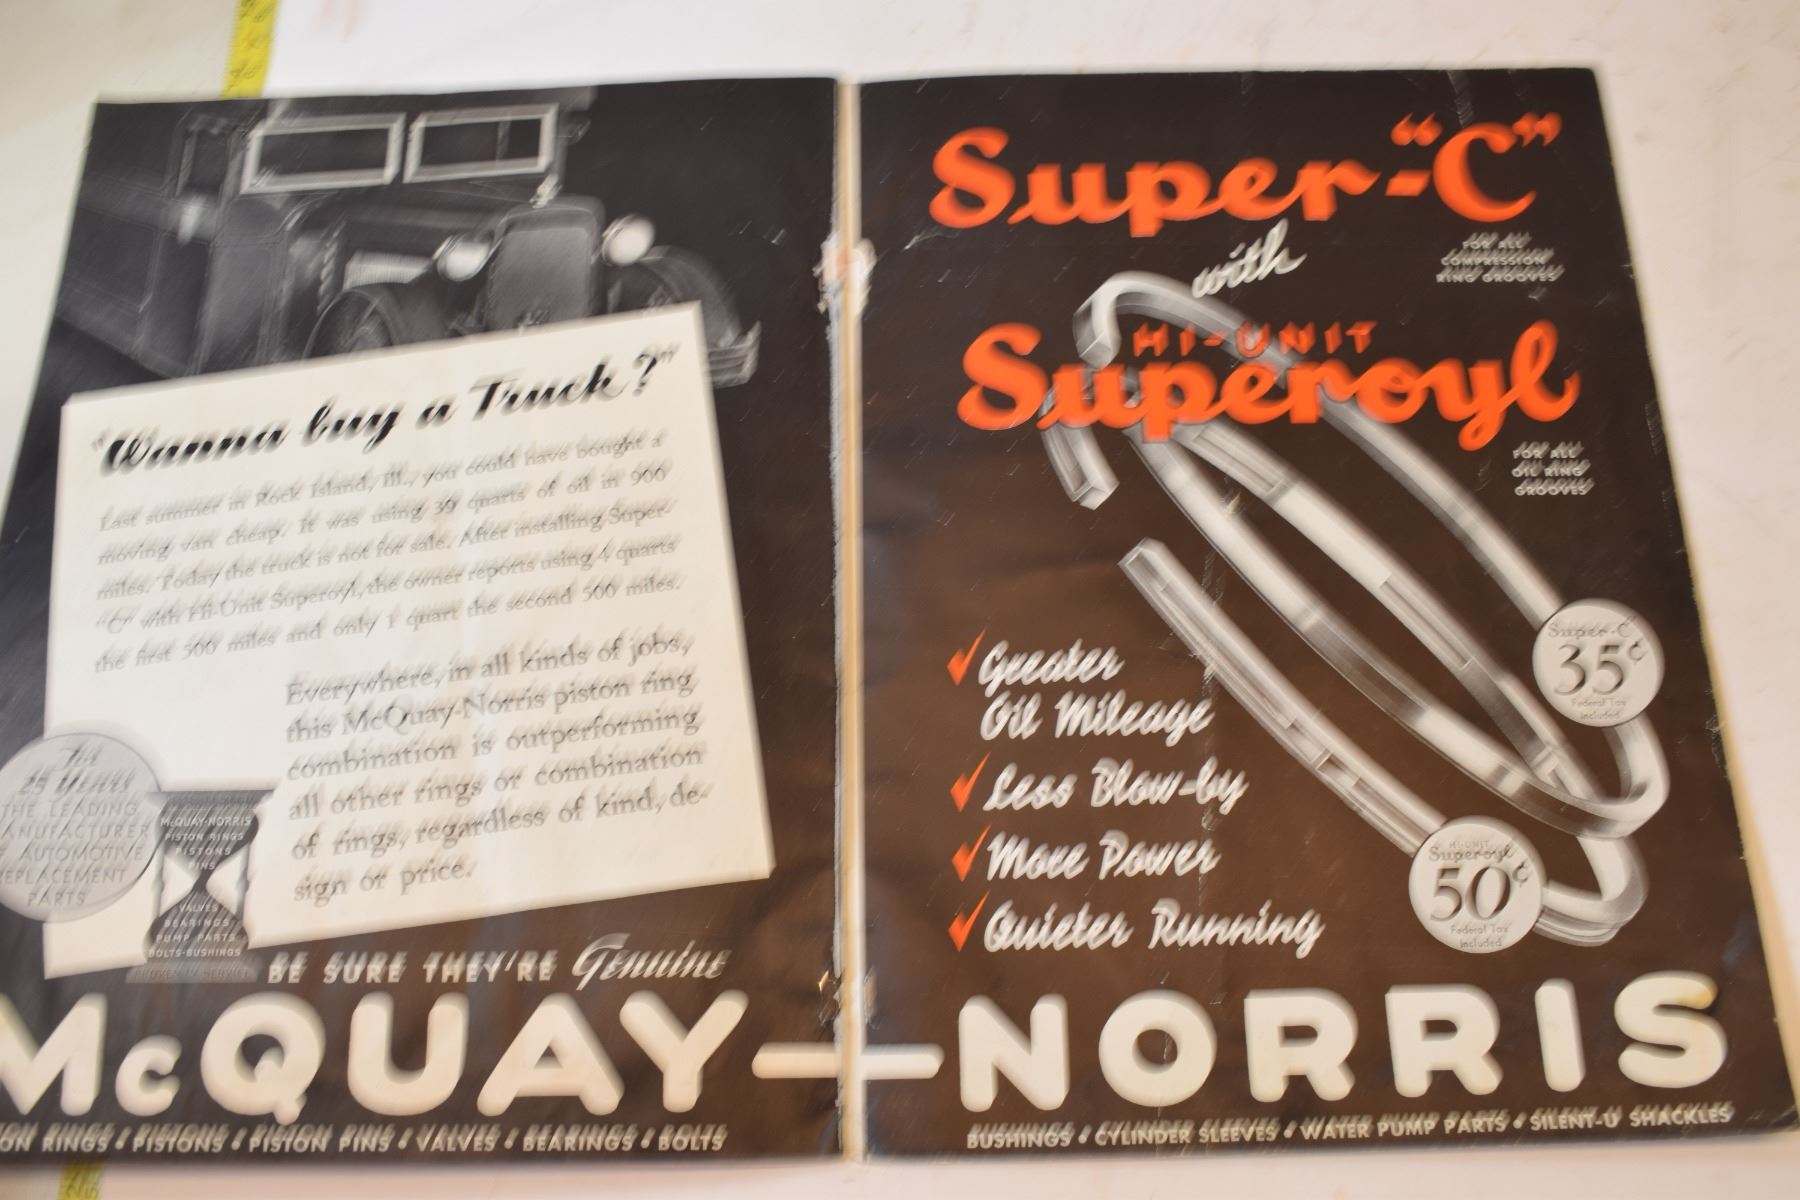 "Wanna buy a Truck?"
Last summer in Rock Island, Ill., you could have bought a
moving van cheap. It was using 39 quarts of oil in 900
miles. Today the truck is not for sale. After installing Super-
"C" with Hi-Unit Superoyl, the owner reports using 4 quarts
the first 500 miles and only 1 quart the second 500 miles.
Everywhere, in all kinds of jobs,
this McQuay-Norris piston ring
combination is outperforming
all other rings or combination
of rings, regardless of kind, de-
sign or price.
For
25 Years
THE LEADING
ANUFACTURER
F AUTOMOTIVE
EPLACEMENT
PARTS
McQUAY-NORRIS
PISTON RINGS
PISTONS
PINS
VALVES
BEARINGS
PUMP PARTS
BOLTS-BUSHINGS
BE SURE THEY'RE Genuine
McQUAY-
ON RINGS • PISTONS • PISTON PINS • VALVES • BEARINGS • BOLTS
Super-"C"
FOR ALL
COMPRESSION
RING GROOVES
with
HI-UNIT
Superoyl
FOR ALL
OIL RING
GROOVES
✓ Greater
Oil Mileage
✓ Less Blow-by
✓ More Power
✓ Quieter Running
Super-C
35¢
Federal Tax
Included
HI-UNIT
Superoyl
50¢
Federal Tax
Included
NORRIS
BUSHINGS • CYLINDER SLEEVES • WATER PUMP PARTS • SILENT-U SHACKLES